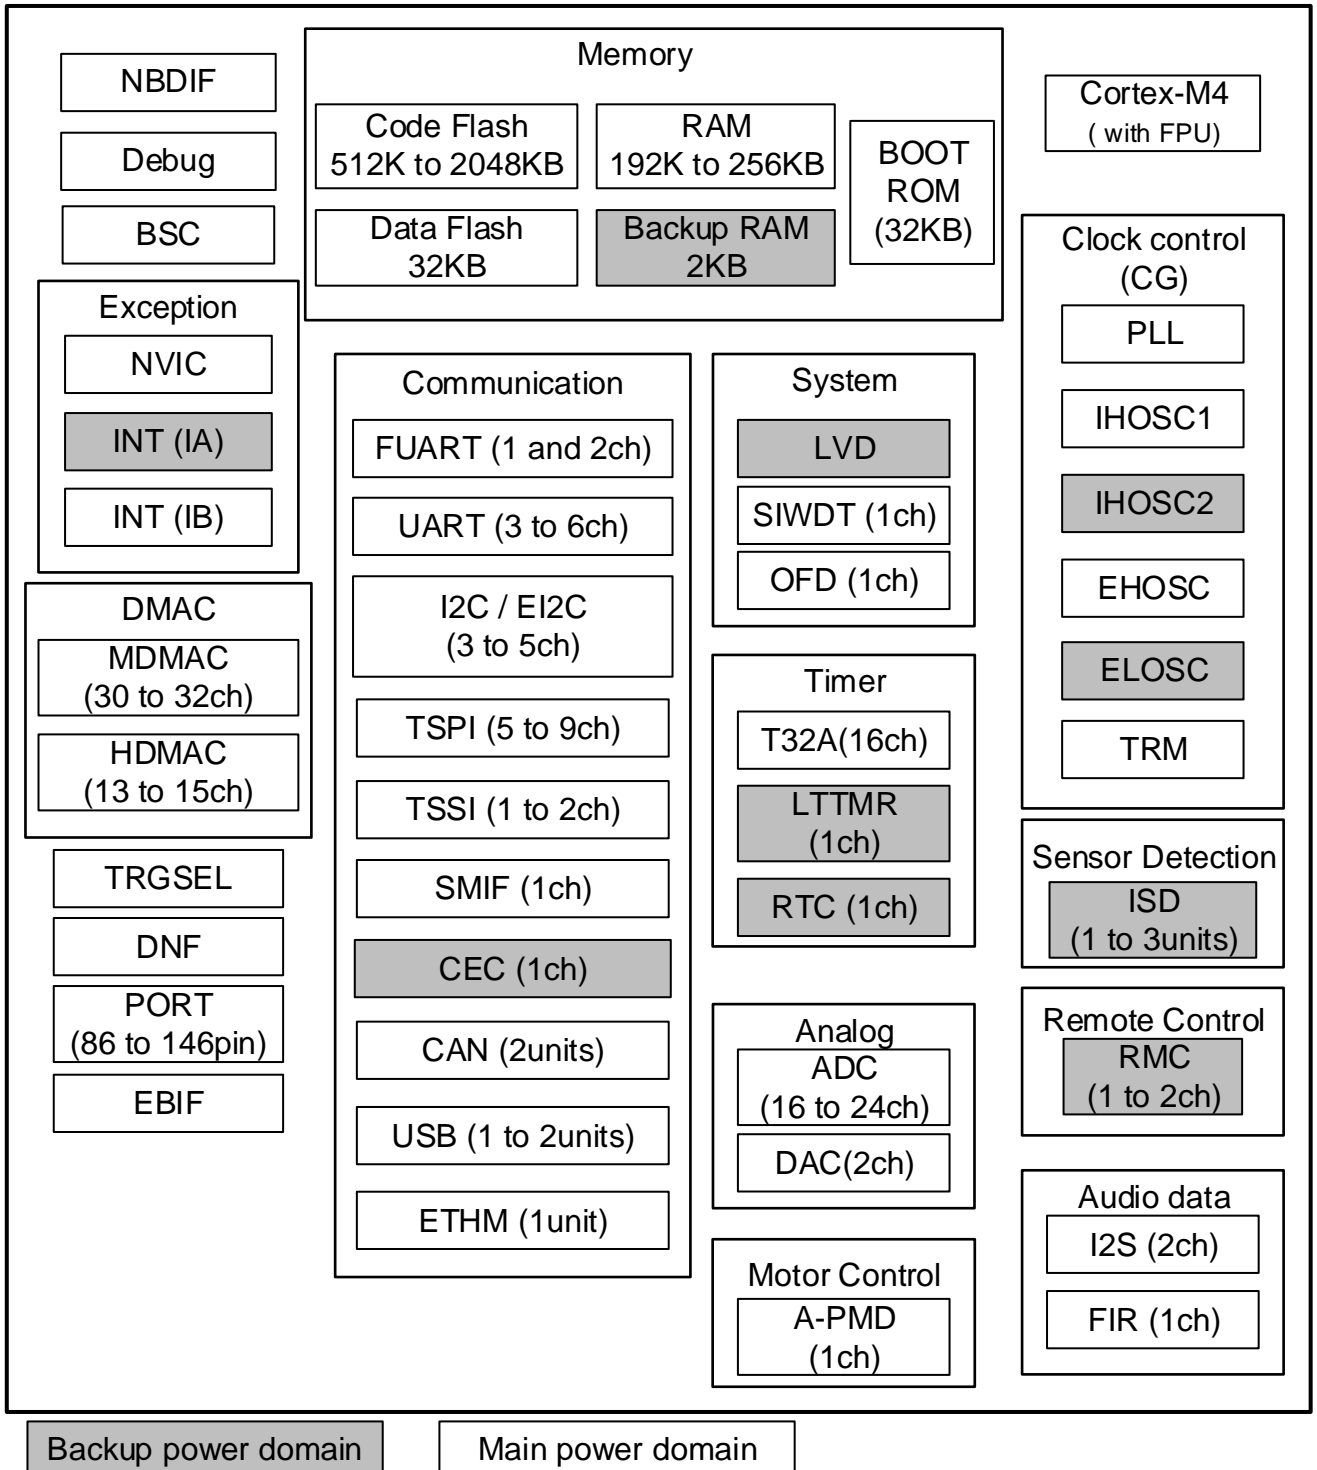 NBDIF
Debug
BSC
Exception
NVIC
INT (IA)
INT (IB)
DMAC
MDMAC
(30 to 32ch)
HDMAC
(13 to 15ch)
TRGSEL
DNF
PORT
(86 to 146pin)
EBIF
Memory
Code Flash
512K to 2048KB
RAM
192K to 256KB
BOOT
ROM
(32KB)
Data Flash
32KB
Backup RAM
2KB
Communication
FUART (1 and 2ch)
UART (3 to 6ch)
I2C / EI2C
(3 to 5ch)
TSPI (5 to 9ch)
TSSI (1 to 2ch)
SMIF (1ch)
CEC (1ch)
CAN (2units)
USB (1 to 2units)
ETHM (1unit)
System
LVD
SIWDT (1ch)
OFD (1ch)
Timer
T32A(16ch)
LTTMR
(1ch)
RTC (1ch)
Analog
ADC
(16 to 24ch)
DAC(2ch)
Motor Control
A-PMD
(1ch)
Cortex-M4
( with FPU)
Clock control
(CG)
PLL
IHOSC1
IHOSC2
EHOSC
ELOSC
TRM
Sensor Detection
ISD
(1 to 3units)
Remote Control
RMC
(1 to 2ch)
Audio data
I2S (2ch)
FIR (1ch)
Backup power domain
Main power domain